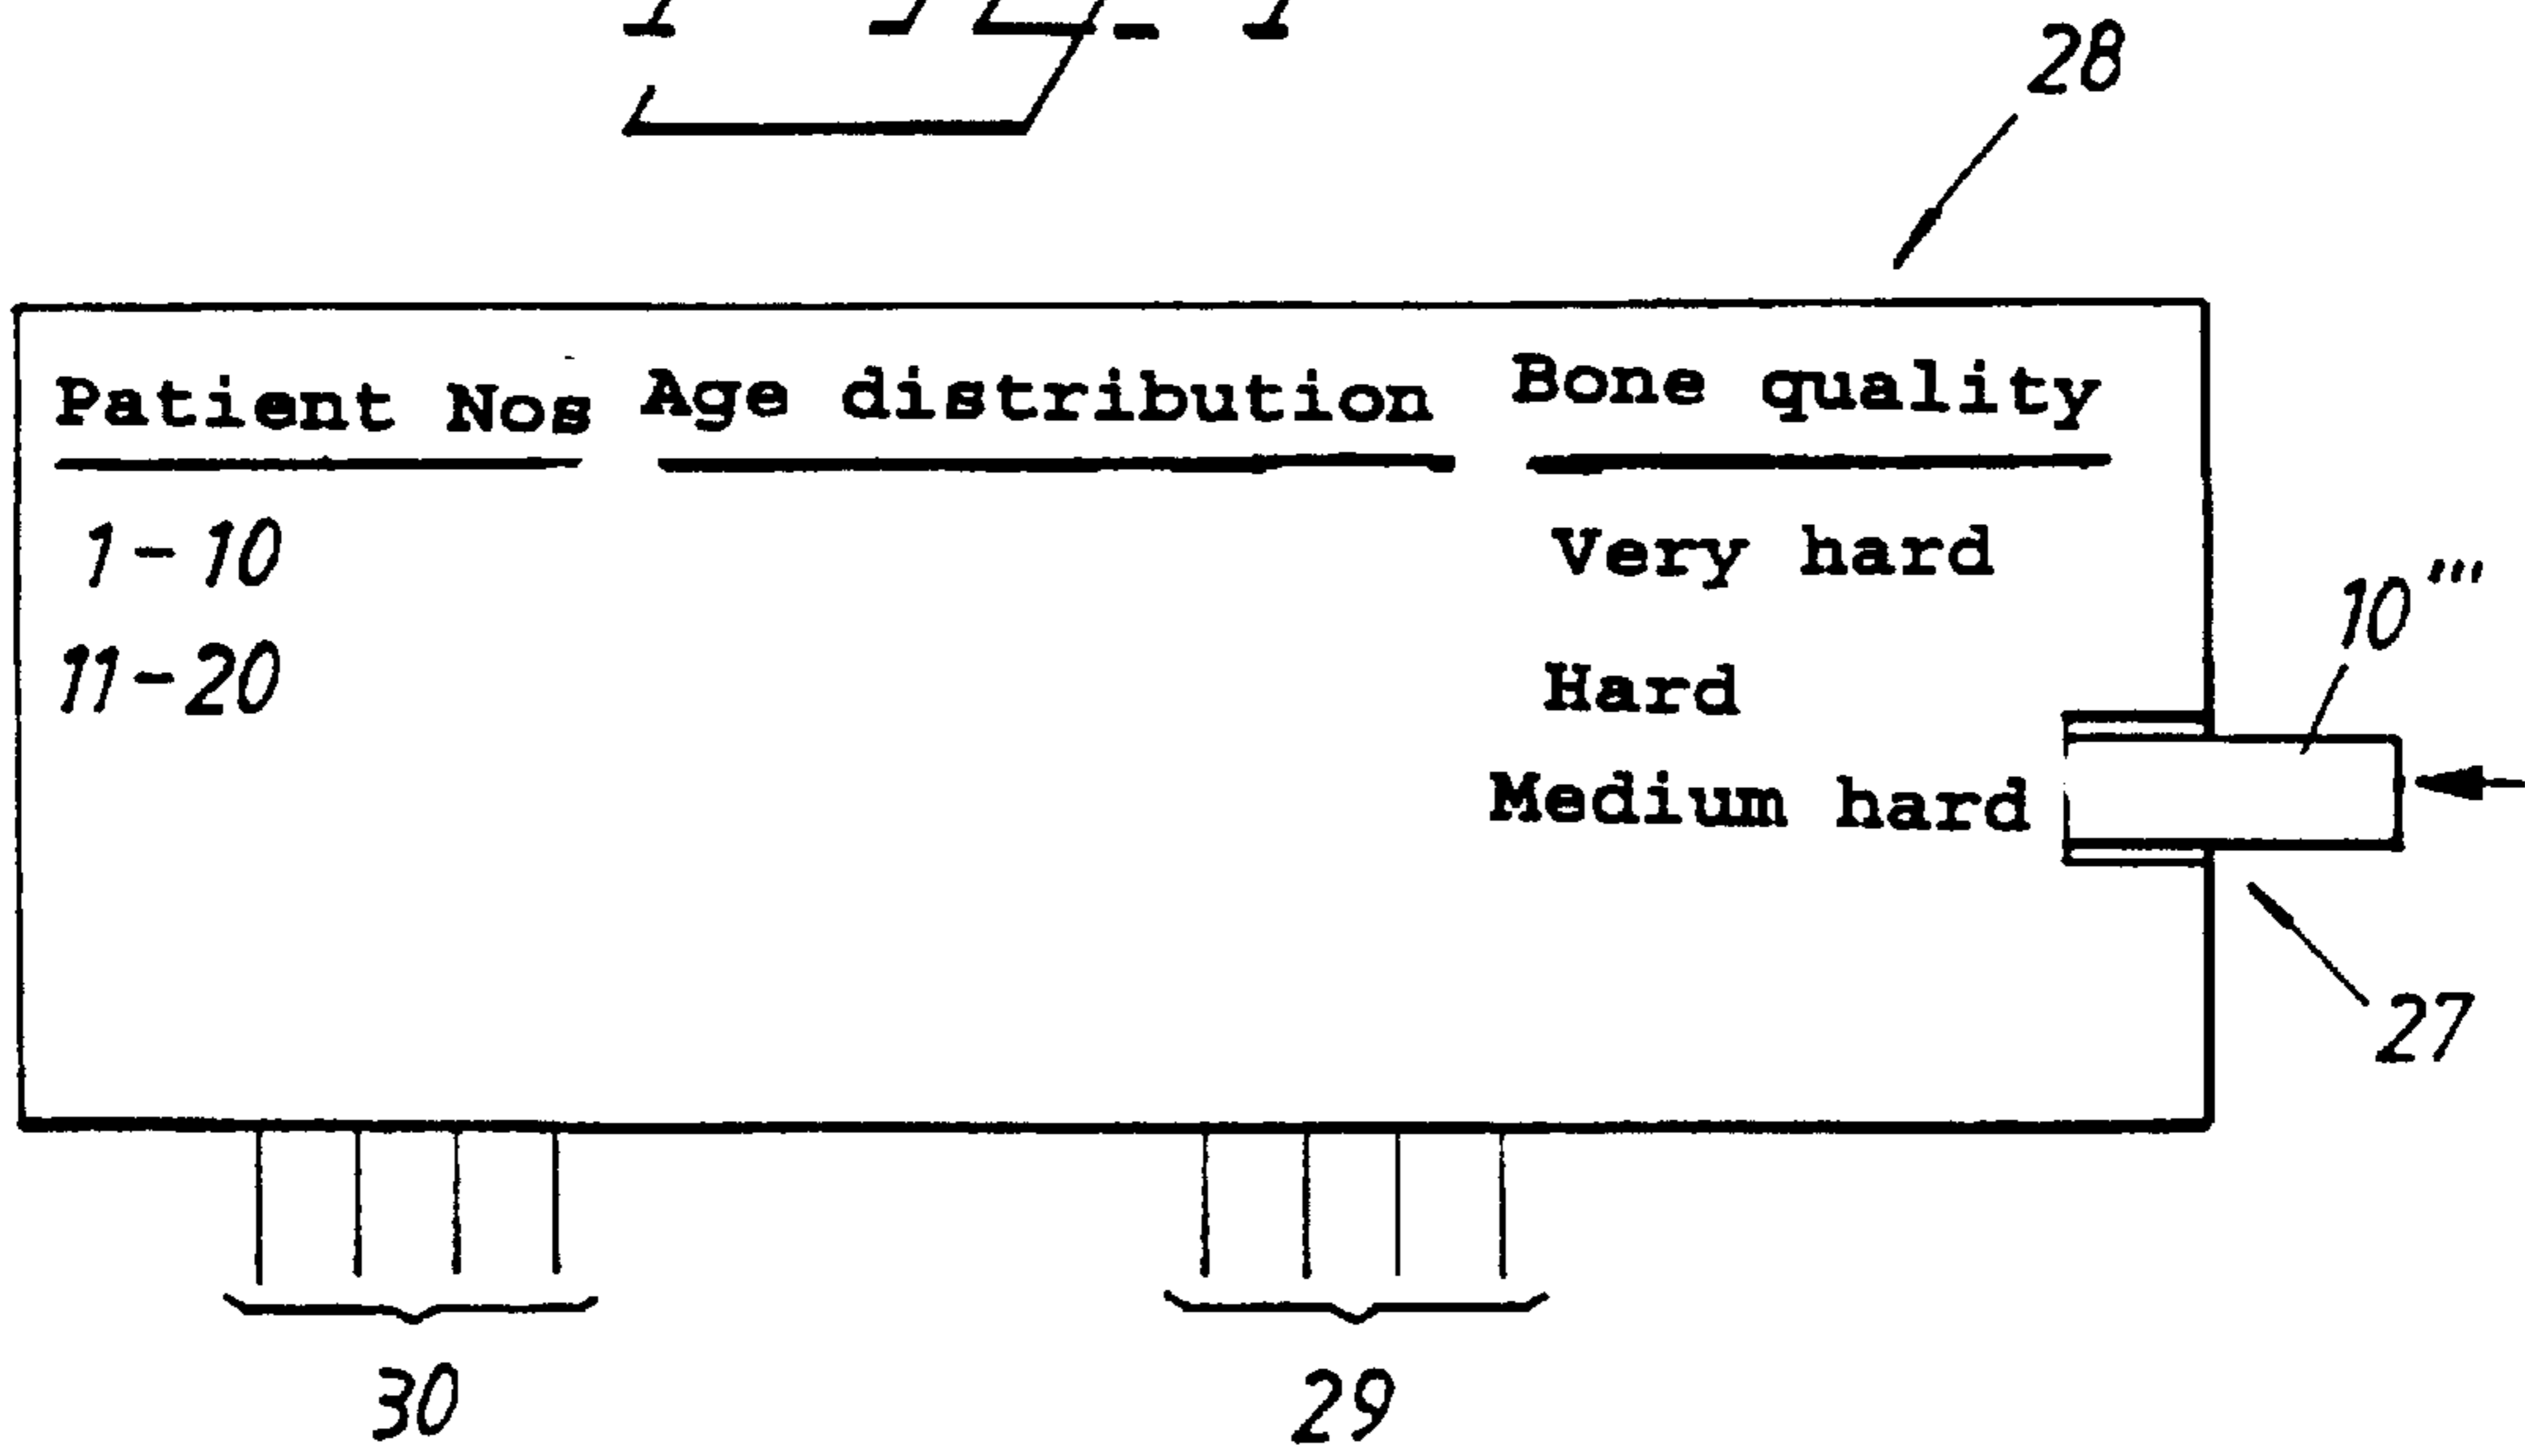 28
Patient Nos Age distribution Bone quality
1-10 Very hard
11-20 Hard
10'''
Medium hard
27
30 29